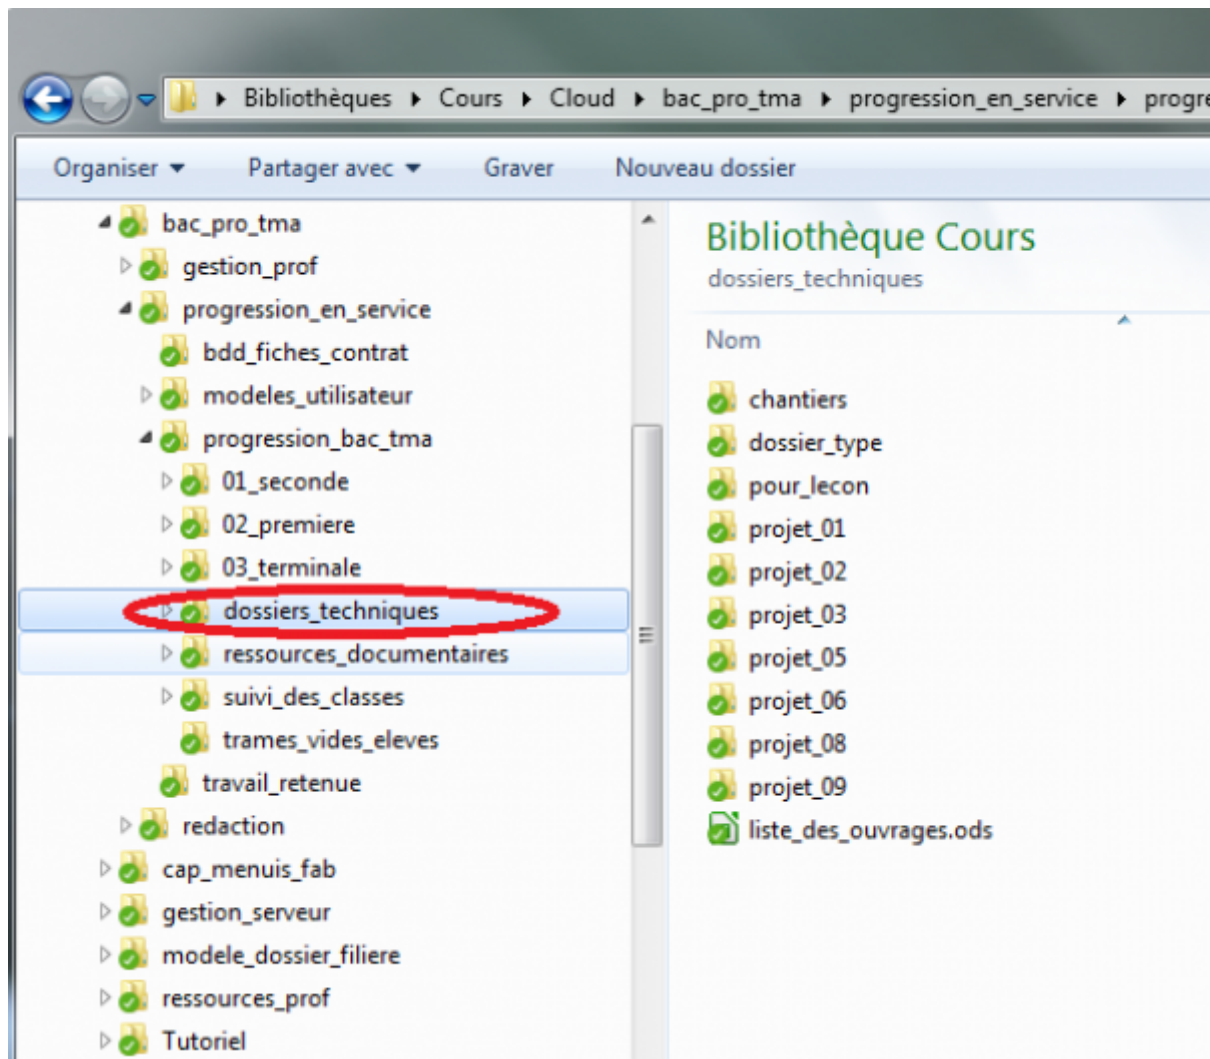 Bibliothèques Cours Cloud bac_pro_tma progression_en_service progre
Organiser Partager avec Graver Nouveau dossier
bac_pro_tma
gestion_prof
progression_en_service
bdd_fiches_contrat
modeles_utilisateur
progression_bac_tma
01_seconde
02_premiere
03_terminale
dossiers_techniques
ressources_documentaires
suivi_des_classes
trames_vides_eleves
travail_retenue
redaction
cap_menuis_fab
gestion_serveur
modele_dossier_filiere
ressources_prof
Tutoriel
Bibliothèque Cours
dossiers_techniques
Nom
chantiers
dossier_type
pour_lecon
projet_01
projet_02
projet_03
projet_05
projet_06
projet_08
projet_09
liste_des_ouvrages.ods